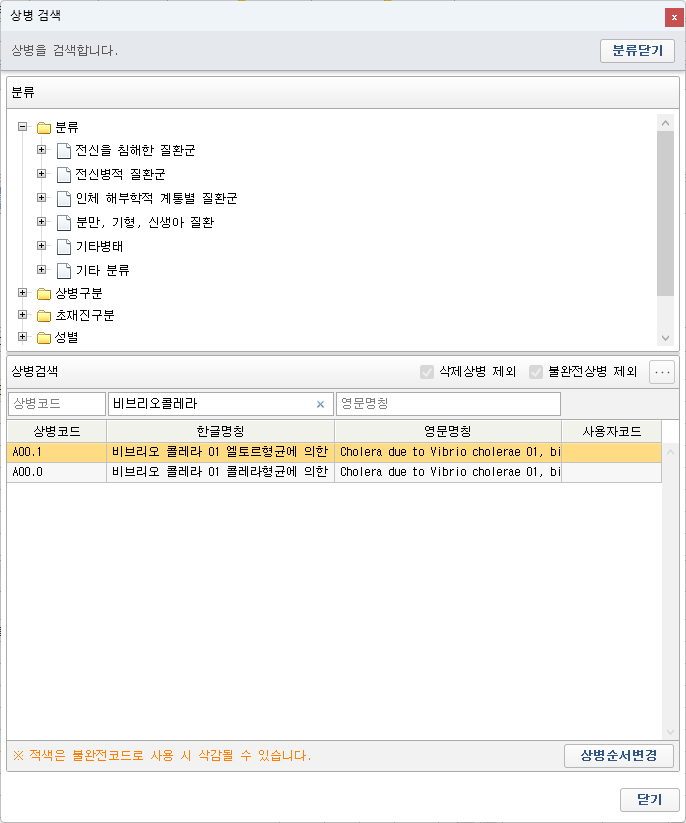 상병 검색
x
상병을 검색합니다.
분류닫기
분류
분류
전신을 침해한 질환군
전신병적 질환군
인체 해부학적 계통별 질환군
분만, 기형, 신생아 질환
기타병태
기타 분류
상병구분
초재진구분
성별
상병검색 삭제상병 제외 불완전상병 제외 ...
상병코드 비브리오콜레라 × 영문명칭
상병코드 한글명칭 영문명칭 사용자코드
A00.1 비브리오 콜레라 01 엘토르형균에 의한 Cholera due to Vibrio cholerae 01, bi
A00.0 비브리오 콜레라 01 콜레라형균에 의한 Cholera due to Vibrio cholerae 01, bi
※ 적색은 불완전코드로 사용 시 삭감될 수 있습니다.
상병순서변경
닫기